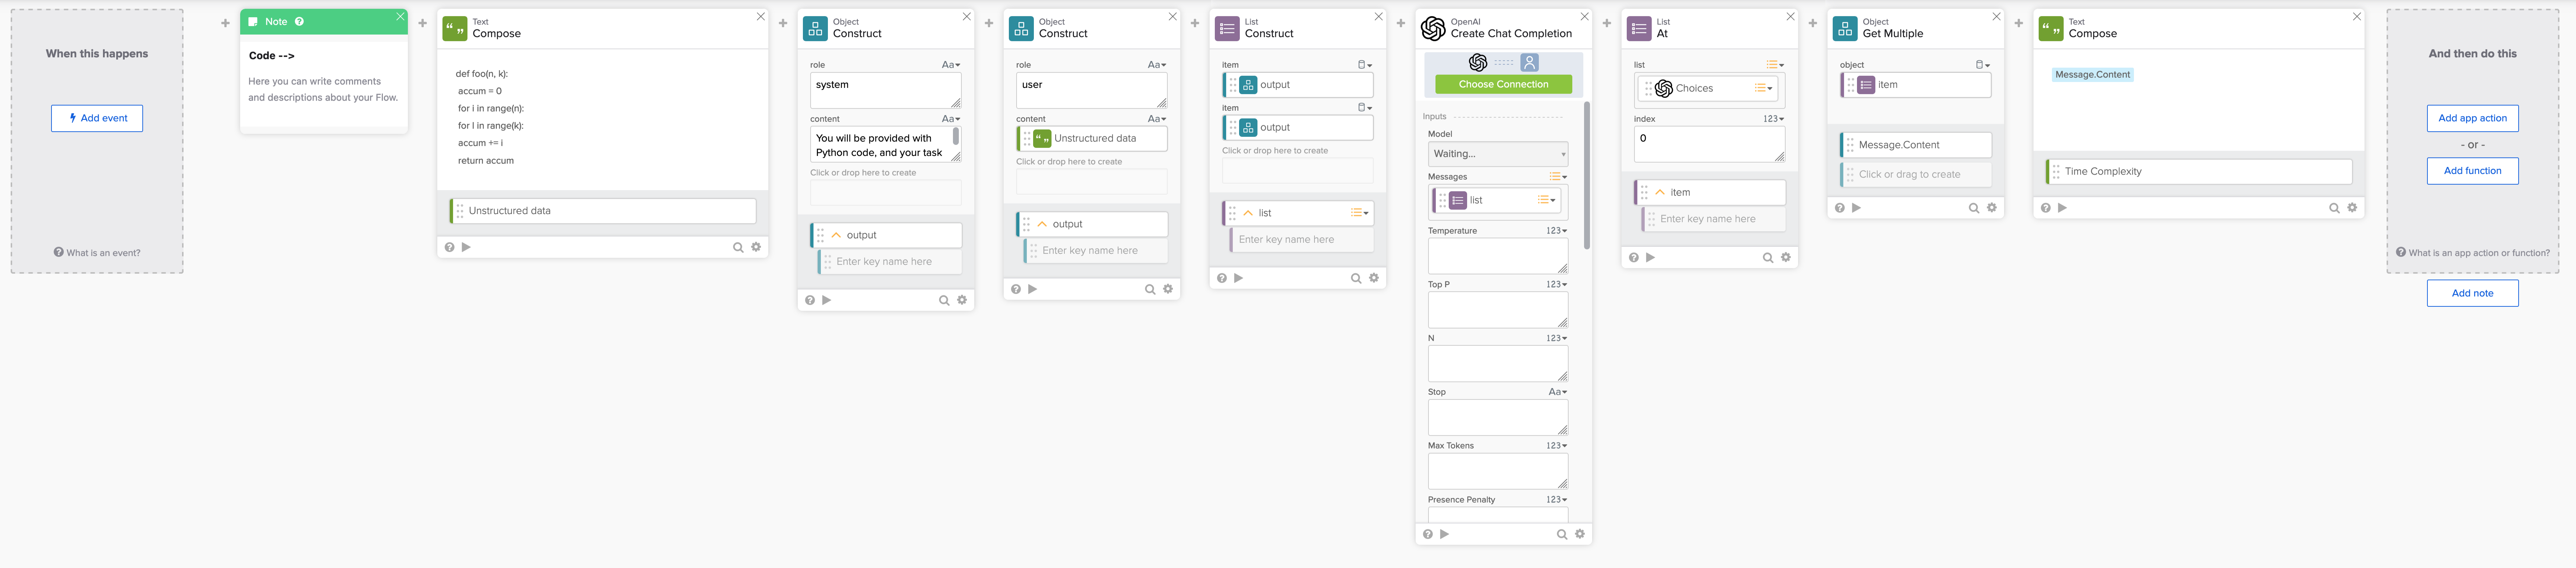 When this happens
Add event
What is an event?
Note
Code -->
Here you can write comments
and descriptions about your Flow.
Text
Compose
def foo(n, k):
accum = 0
for i in range(n):
for l in range(k):
accum += i
return accum
Unstructured data
Object
Construct
role
Aa
system
content
Aa
You will be provided with
Python code, and your task
Click or drop here to create
output
Enter key name here
Object
Construct
role
Aa
user
content
Aa
Unstructured data
Click or drop here to create
output
Enter key name here
List
Construct
item
output
item
output
Click or drop here to create
list
Enter key name here
OpenAI
Create Chat Completion
Choose Connection
Inputs
Model
Waiting...
Messages
list
Temperature
123
Top P
123
N
123
Stop
Aa
Max Tokens
123
Presence Penalty
123
List
At
list
Choices
index
123
0
item
Enter key name here
Object
Get Multiple
object
item
Message.Content
Click or drag to create
Text
Compose
Message.Content
Time Complexity
And then do this
Add app action
- or -
Add function
What is an app action or function?
Add note